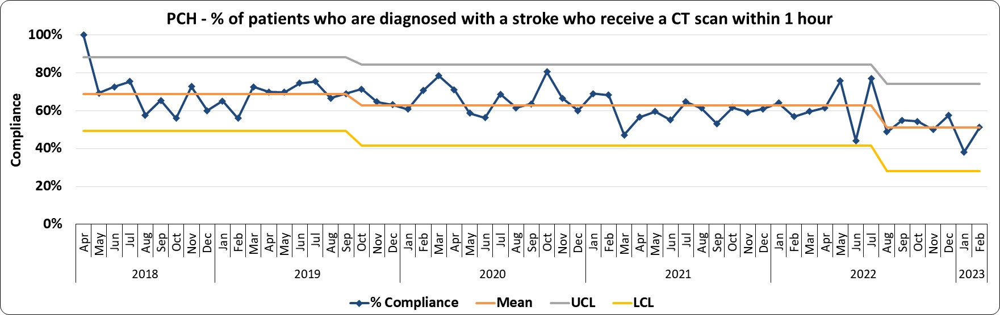 PCH - % of patients who are diagnosed with a stroke who receive a CT scan within 1 hour
Compliance
100%
80%
60%
40%
20%
0%
Apr May Jun Jul Aug Sep Oct Nov Dec Jan Feb Mar Apr May Jun Jul Aug Sep Oct Nov Dec Jan Feb Mar Apr May Jun Jul Aug Sep Oct Nov Dec Jan Feb Mar Apr May Jun Jul Aug Sep Oct Nov Dec Jan Feb Mar Apr May Jun Jul Aug Sep Oct Nov Dec Jan Feb
2018 2019 2020 2021 2022 2023
% Compliance Mean UCL LCL